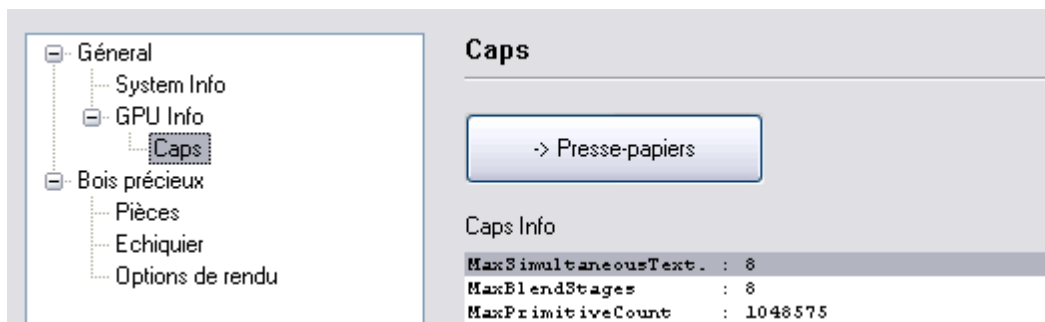 Géneral
System Info
GPU Info
Caps
Bois précieux
Pièces
Echiquier
Options de rendu
Caps
-> Presse-papiers
Caps Info
MaxSimultaneousText. : 8
MaxBlendStages : 8
MaxPrimitiveCount : 1048575